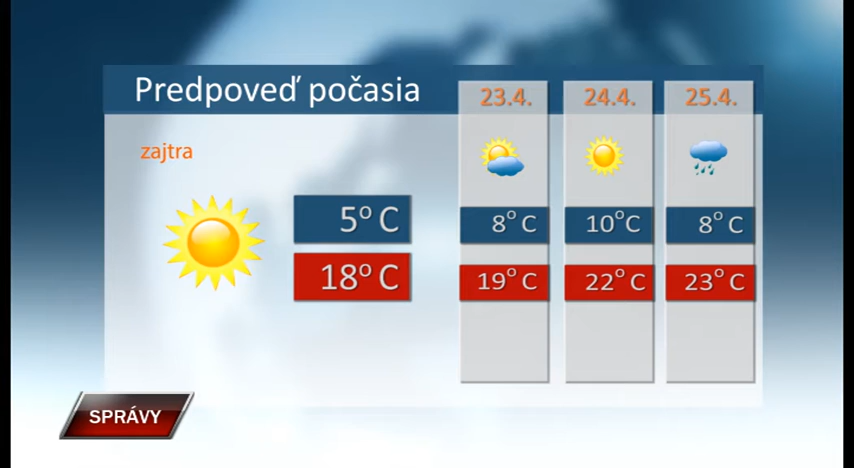 Predpoveď počasia
zajtra
5° C
18° C
23.4.
8° C
19° C
24.4.
10°C
22° C
25.4.
8° C
23° C
SPRÁVY